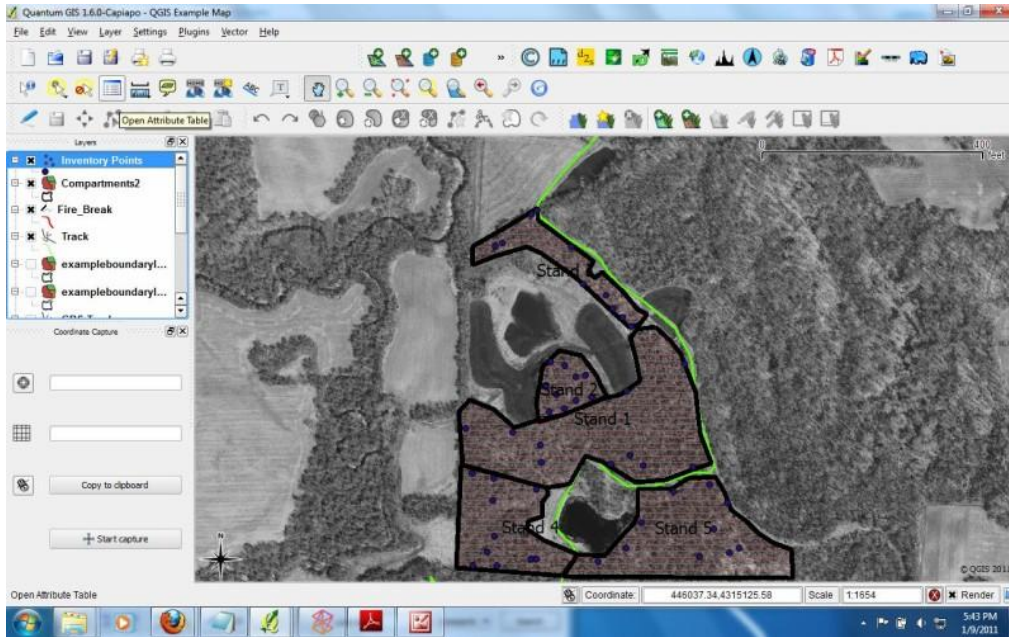 Quantum GIS 1.6.0-Capiapo - QGIS Example Map
File Edit View Layer Settings Plugins Vector Help
Open Attribute Table
Layers
Inventory Points
Compartments2
Fire_Break
Track
exampleboundaryl...
exampleboundaryl...
Coordinate Capture
Copy to clipboard
Start capture
0 400
feet
Stand
Stand 2
Stand 1
Stand 4
Stand 5
N
© QGIS 201
Open Attribute Table
Coordinate: 446037.34,4315125.58 Scale 1:1654 Render
5:43 PM
1/9/2011